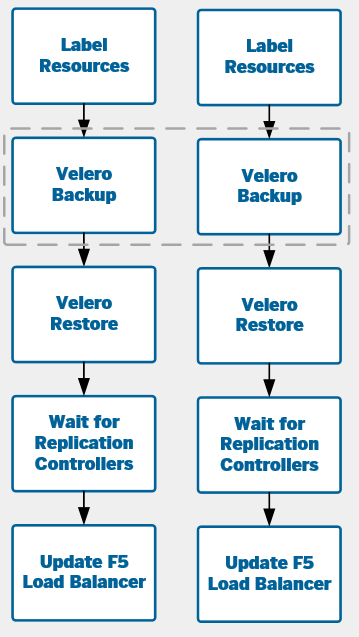 Label
Resources
Velero
Backup
Velero
Restore
Wait for
Replication
Controllers
Update F5
Load Balancer
Label
Resources
Velero
Backup
Velero
Restore
Wait for
Replication
Controllers
Update F5
Load Balancer